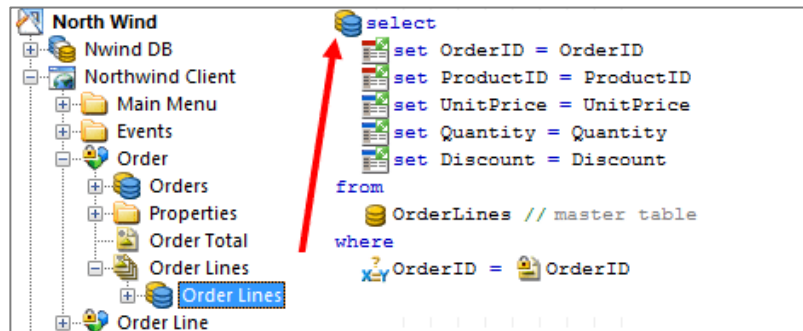 North Wind
Nwind DB
Northwind Client
Main Menu
Events
Order
Orders
Properties
Order Total
Order Lines
Order Lines
Order Line
select
set OrderID = OrderID
set ProductID = ProductID
set UnitPrice = UnitPrice
set Quantity = Quantity
set Discount = Discount
from
OrderLines // master table
where
OrderID = OrderID